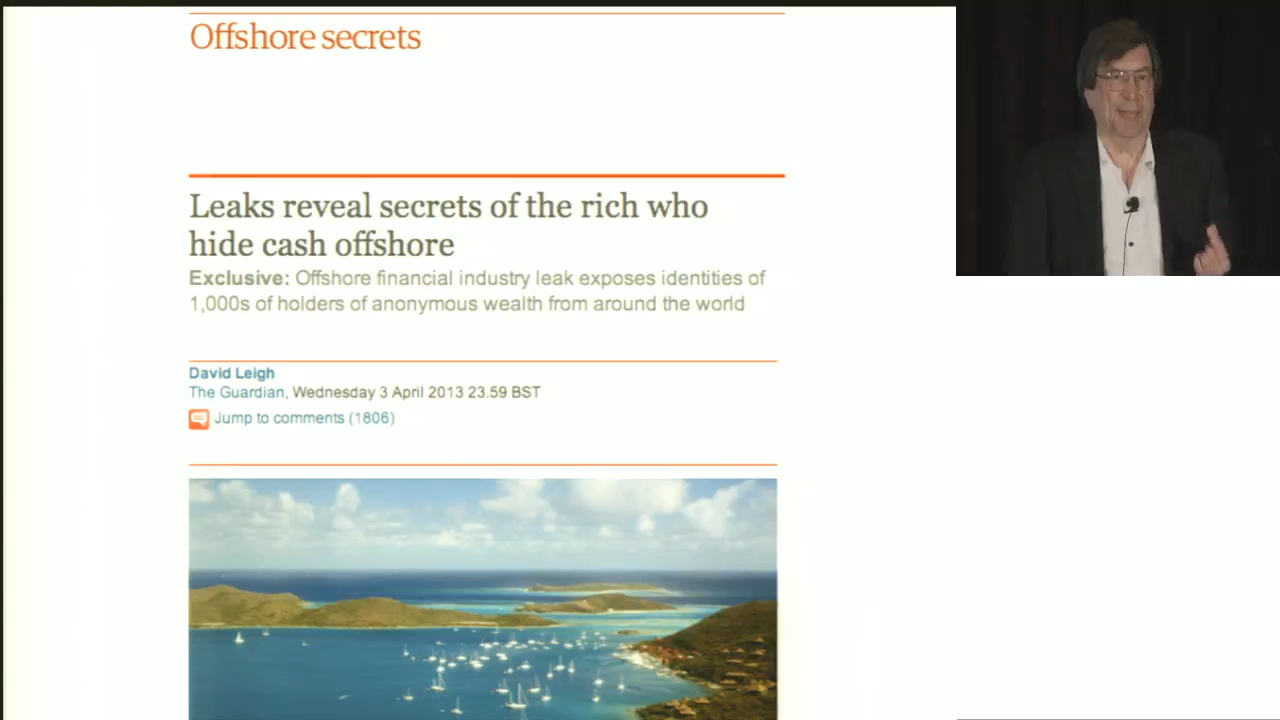 Offshore secrets
Leaks reveal secrets of the rich who
hide cash offshore
Exclusive: Offshore financial industry leak exposes identities of
1,000s of holders of anonymous wealth from around the world
David Leigh
The Guardian, Wednesday 3 April 2013 23.59 BST
Jump to comments (1806)